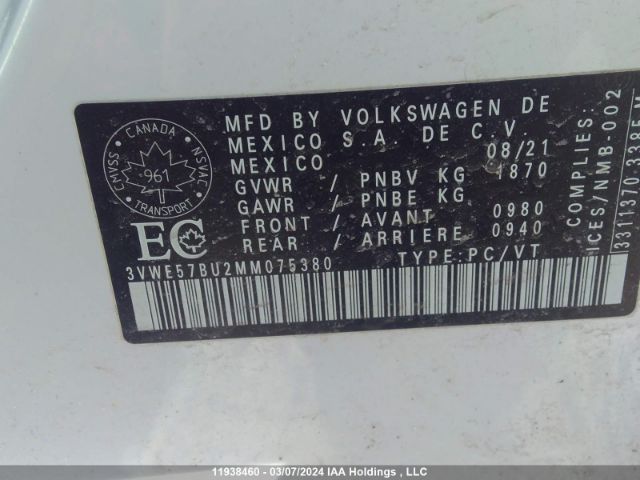 MFD BY VOLKSWAGEN DE
MEXICO S.A. DE C.V.
MEXICO 08/21
GVWR / PNBV KG 1870
GAWR / PNBE KG
FRONT / AVANT 0980
REAR / ARRIERE 0940
3VWE57BU2MM075380 TYPE:PC/VT
CANADA
CMVSS
NSVAC
961
TRANSPORT
EC
COMPLIES:
ICES/NMB-002
11938460 - 03/07/2024 IAA Holdings , LLC